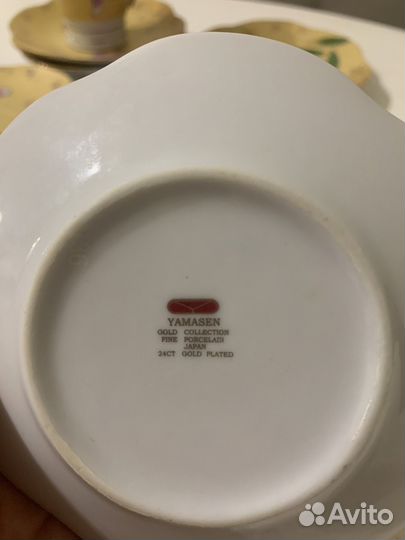 YAMASEN
GOLD COLLECTION
FINE PORCELAIN
JAPAN
24CT GOLD PLATED
Avito